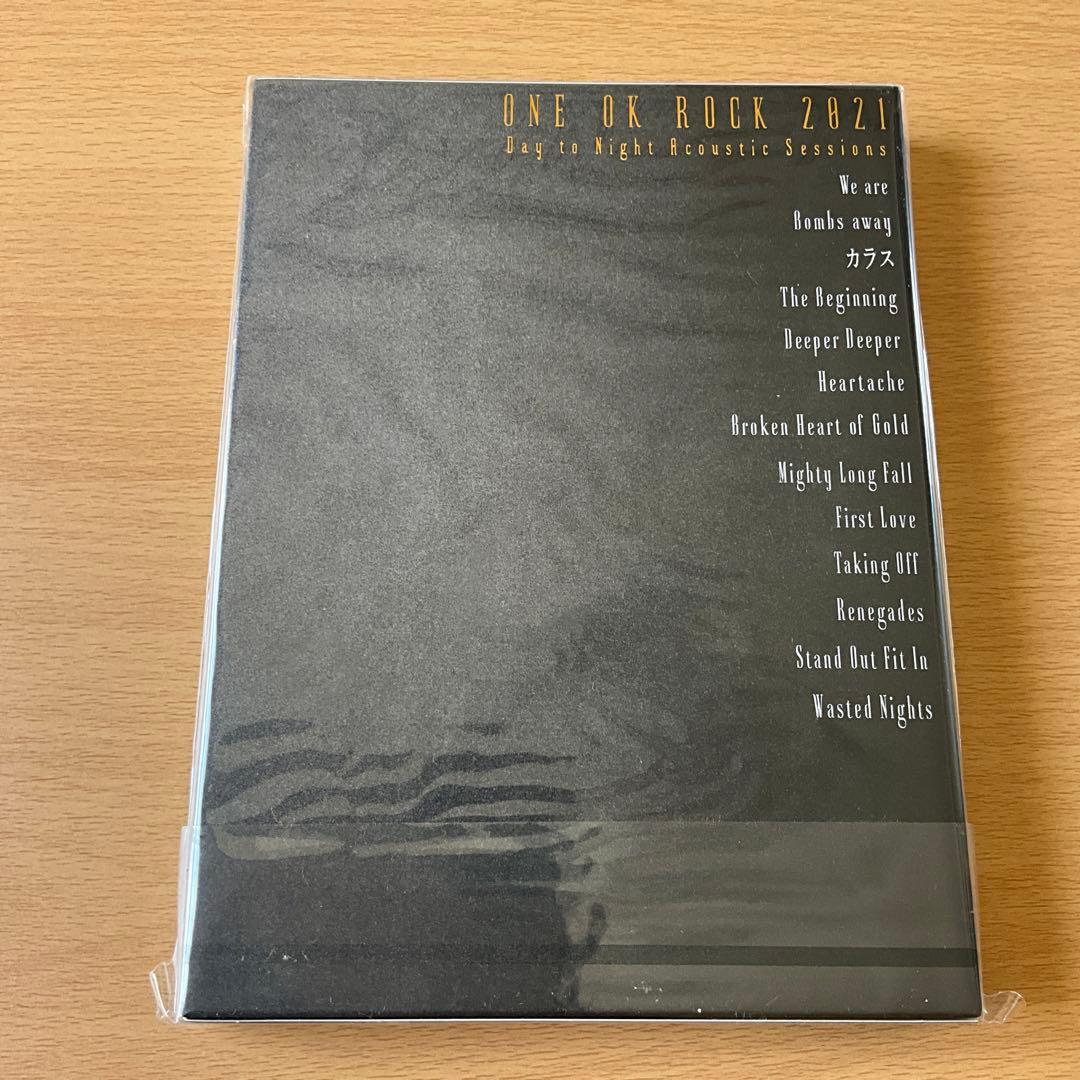 ONE OK ROCK 2021
Day to Night Acoustic Sessions
We are
Bombs away
カラス
The Beginning
Deeper Deeper
Heartache
Broken Heart of Gold
Mighty Long Fall
First Love
Taking Off
Renegades
Stand Out Fit In
Wasted Nights